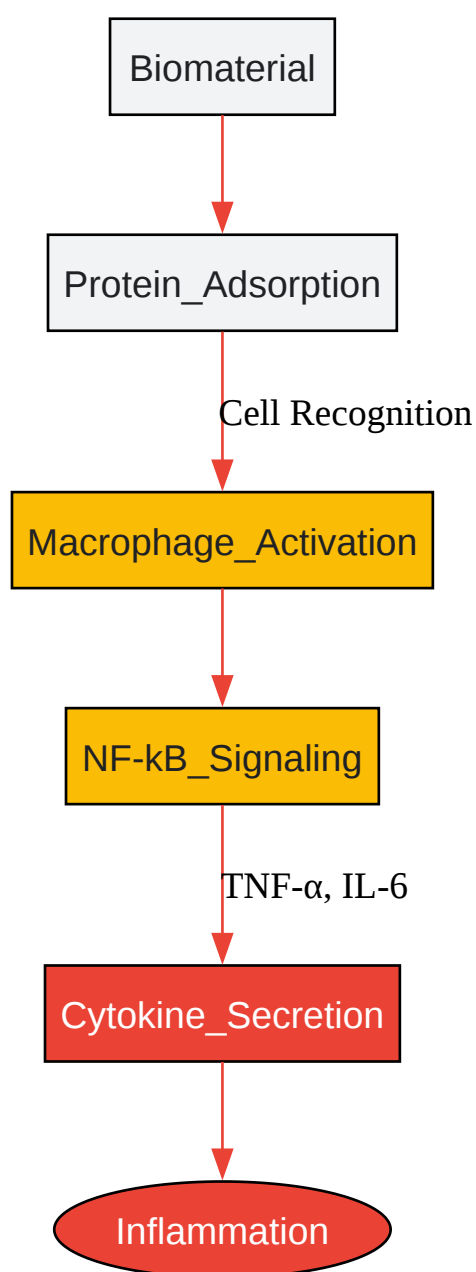 Biomaterial
Protein_Adsorption
Cell Recognition
Macrophage_Activation
NF-kB_Signaling
TNF-α, IL-6
Cytokine_Secretion
Inflammation